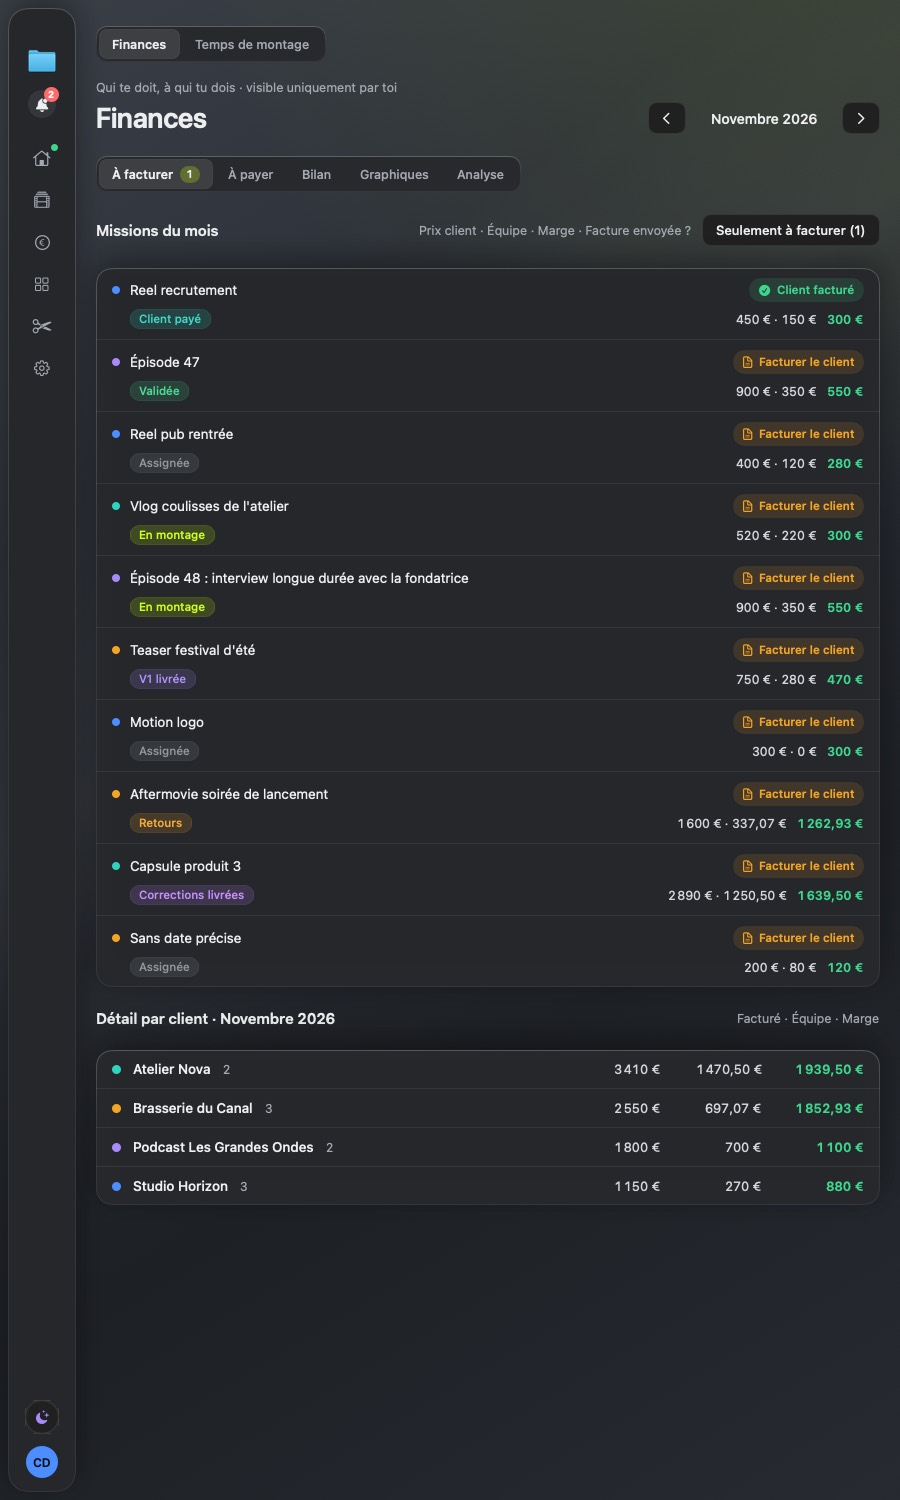 Finances Temps de montage
2
Qui te doit, à qui tu dois · visible uniquement par toi
Finances
Novembre 2026
À facturer 1 À payer Bilan Graphiques Analyse
Missions du mois Prix client · Équipe · Marge · Facture envoyée ? Seulement à facturer (1)
Reel recrutement Client facturé
Client payé 450 € · 150 € 300 €
Épisode 47 Facturer le client
Validée 900 € · 350 € 550 €
Reel pub rentrée Facturer le client
Assignée 400 € · 120 € 280 €
Vlog coulisses de l'atelier Facturer le client
En montage 520 € · 220 € 300 €
Épisode 48 : interview longue durée avec la fondatrice Facturer le client
En montage 900 € · 350 € 550 €
Teaser festival d'été Facturer le client
V1 livrée 750 € · 280 € 470 €
Motion logo Facturer le client
Assignée 300 € · 0 € 300 €
Aftermovie soirée de lancement Facturer le client
Retours 1 600 € · 337,07 € 1 262,93 €
Capsule produit 3 Facturer le client
Corrections livrées 2 890 € · 1 250,50 € 1 639,50 €
Sans date précise Facturer le client
Assignée 200 € · 80 € 120 €
Détail par client · Novembre 2026 Facturé · Équipe · Marge
Atelier Nova 2 3 410 € 1 470,50 € 1 939,50 €
Brasserie du Canal 3 2 550 € 697,07 € 1 852,93 €
Podcast Les Grandes Ondes 2 1 800 € 700 € 1 100 €
Studio Horizon 3 1 150 € 270 € 880 €
CD